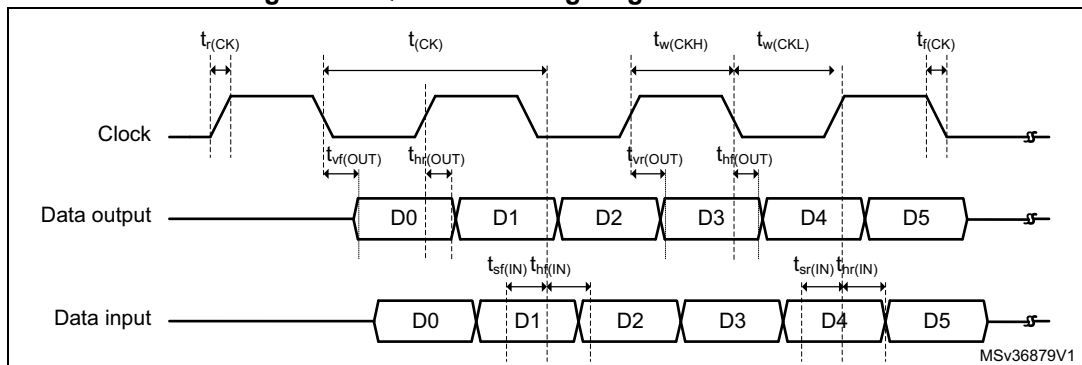 tr(CK) t(CK) tw(CKH) tw(CKL) tf(CK)
Clock
tvf(OUT) thr(OUT) tvr(OUT) thf(OUT)
Data output D0 D1 D2 D3 D4 D5
tsf(IN) thf(IN) tsr(IN) thr(IN)
Data input D0 D1 D2 D3 D4 D5
MSv36879V1